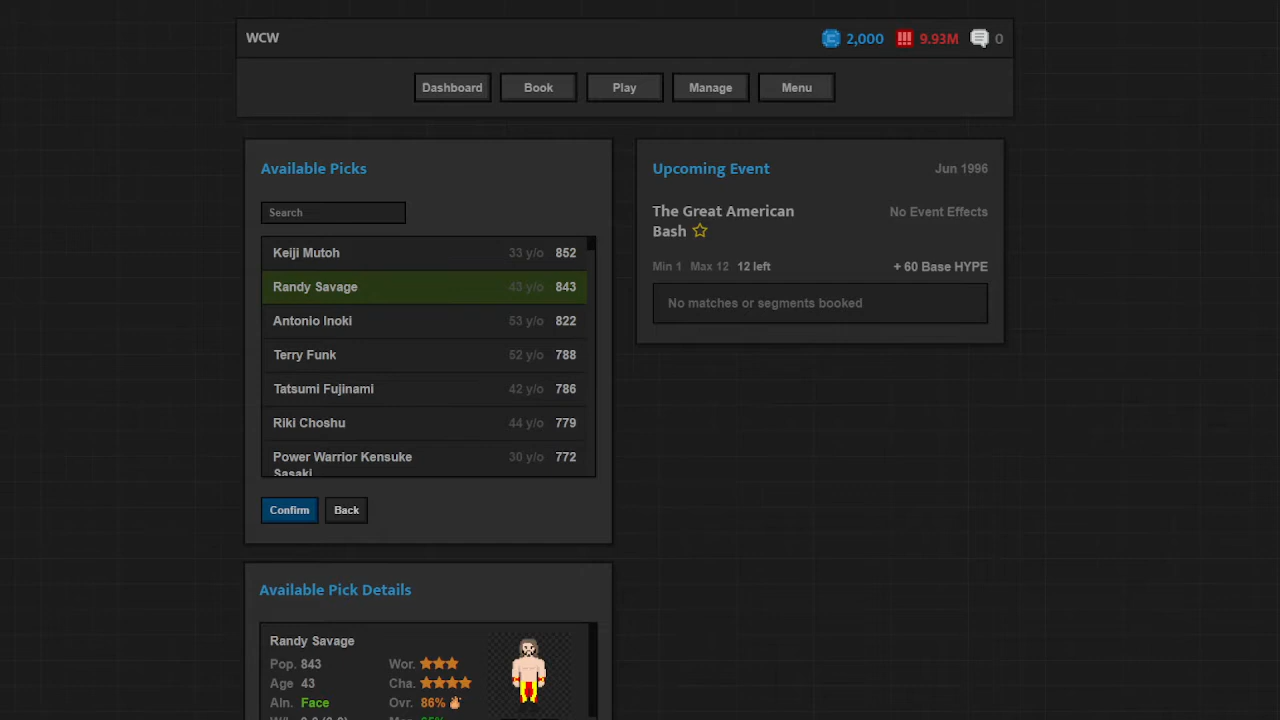 WCW
2,000 9.93M 0
Dashboard Book Play Manage Menu
Available Picks
Search
Keiji Mutoh 33 y/o 852
Randy Savage 43 y/o 843
Antonio Inoki 53 y/o 822
Terry Funk 52 y/o 788
Tatsumi Fujinami 42 y/o 786
Riki Choshu 44 y/o 779
Power Warrior Kensuke 30 y/o 772
Sasaki
Confirm Back
Upcoming Event Jun 1996
The Great American No Event Effects
Bash
Min 1 Max 12 12 left + 60 Base HYPE
No matches or segments booked
Available Pick Details
Randy Savage
Pop. 843 Wor.
Age 43 Cha.
Aln. Face Ovr. 86%